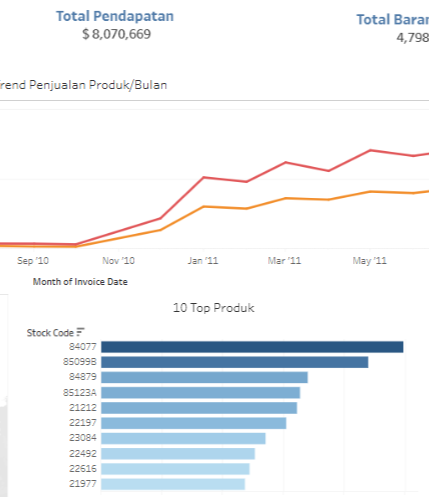 Total Pendapatan
$ 8,070,669
Total Barar
4,798
rend Penjualan Produk/Bulan
Sep '10
Nov '10
Jan '11
Mar '11
May '11
Month of Invoice Date
10 Top Produk
Stock Code
84077
85099B
84879
85123A
21212
22197
23084
22492
22616
21977